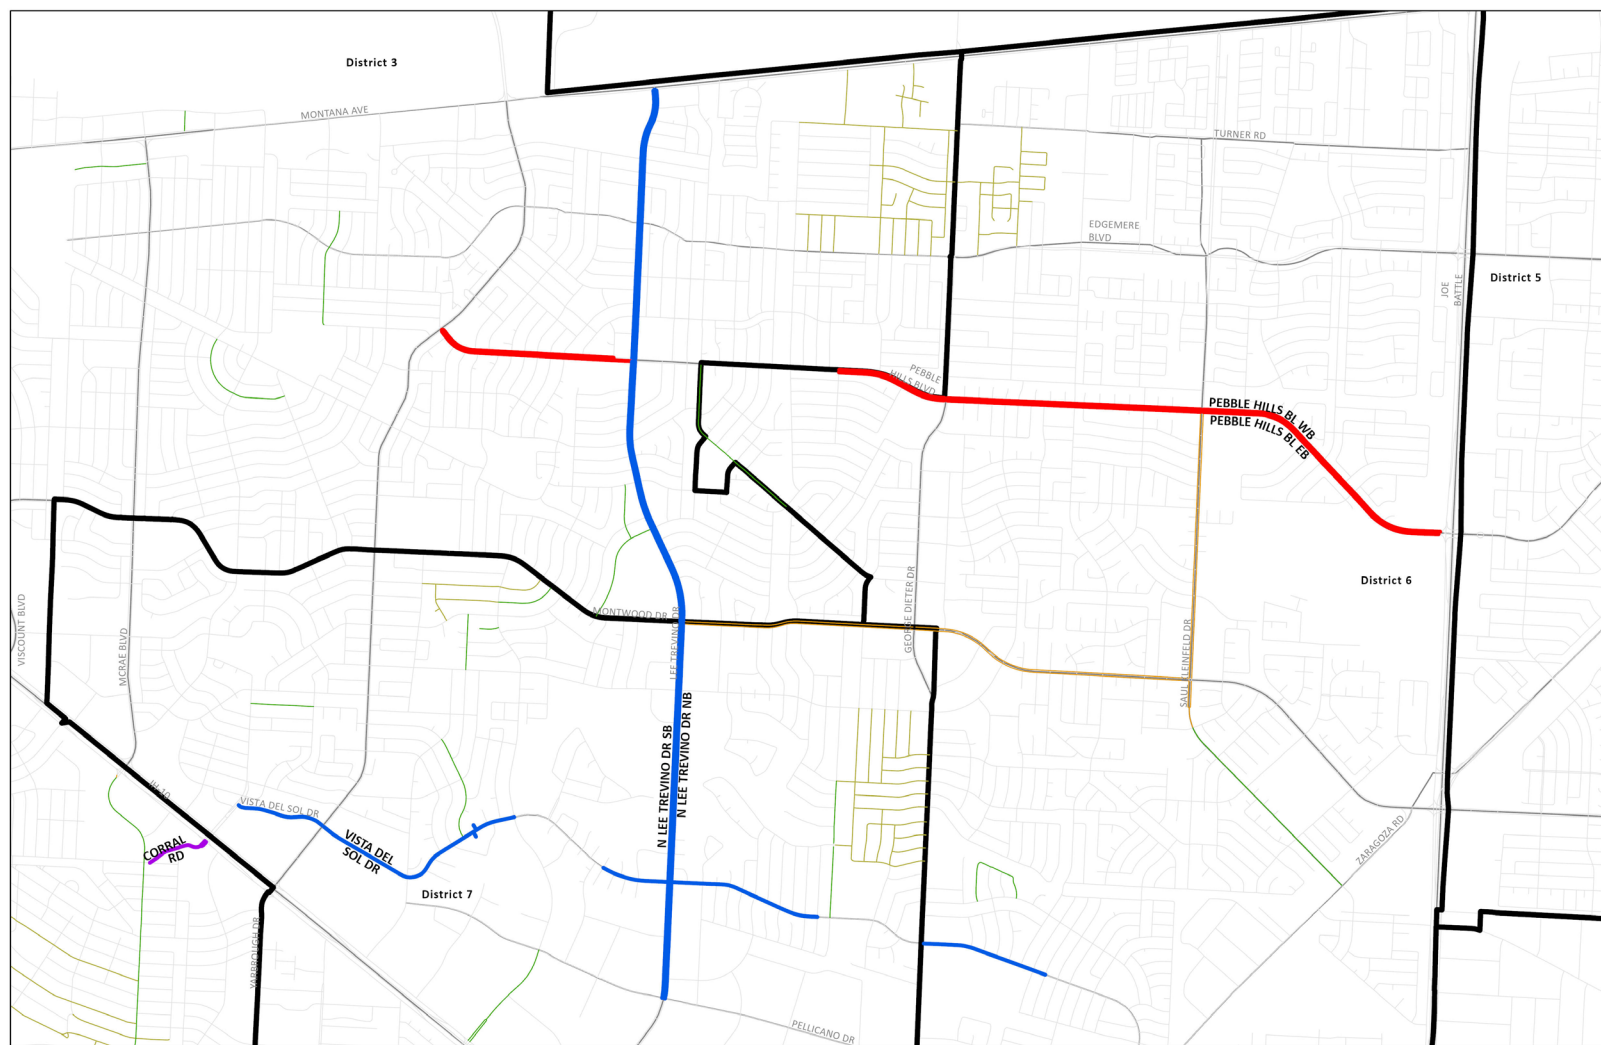 District 3
MONTANA AVE
TURNER RD
EDGEMERE
BLVD
District 5
JOE
BATTLE
PEBBLE
HILLS BLVD
PEBBLE HILLS BL WB
PEBBLE HILLS BL EB
District 6
VISCOUNT BLVD
MCRAE BLVD
MONTWOOD DR
LEE TREVINO DR
GEORGE DIETER DR
SAUL KLEINFELD DR
N LEE TREVINO DR SB
N LEE TREVINO DR NB
IH 10
VISTA DEL SOL DR
VISTA DEL
SOL DR
CORRAL
RD
ZARAGOZA RD
District 7
YARBROUGH DR
PELLICANO DR